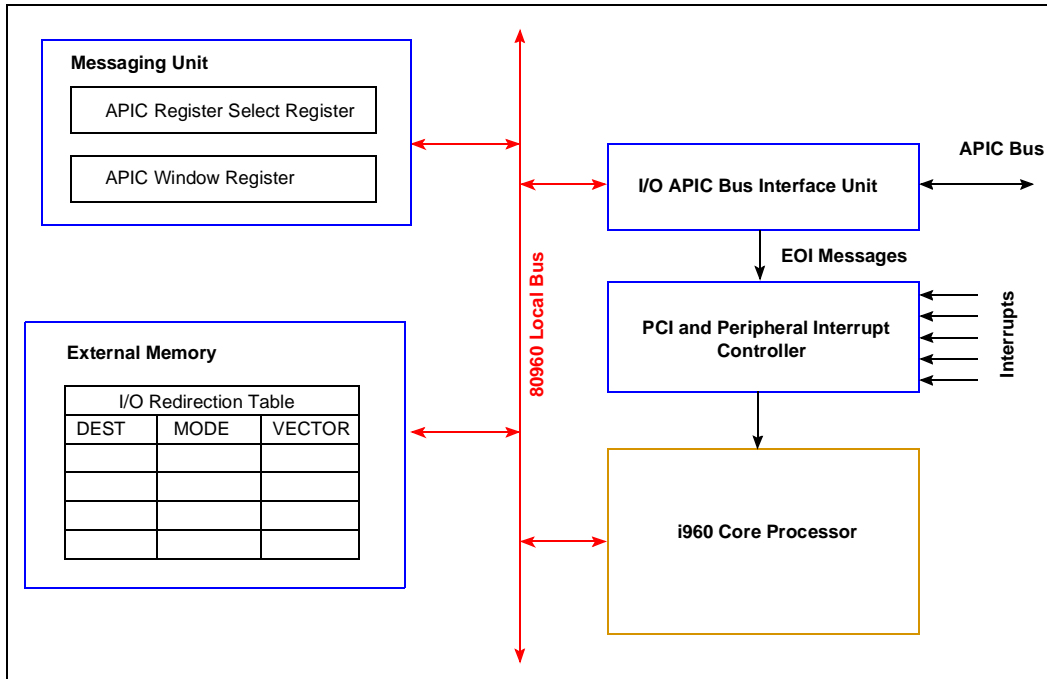 Messaging Unit
APIC Register Select Register
APIC Window Register
External Memory
I/O Redirection Table
DEST MODE VECTOR
80960 Local Bus
APIC Bus
I/O APIC Bus Interface Unit
EOI Messages
PCI and Peripheral Interrupt
Controller
Interrupts
i960 Core Processor